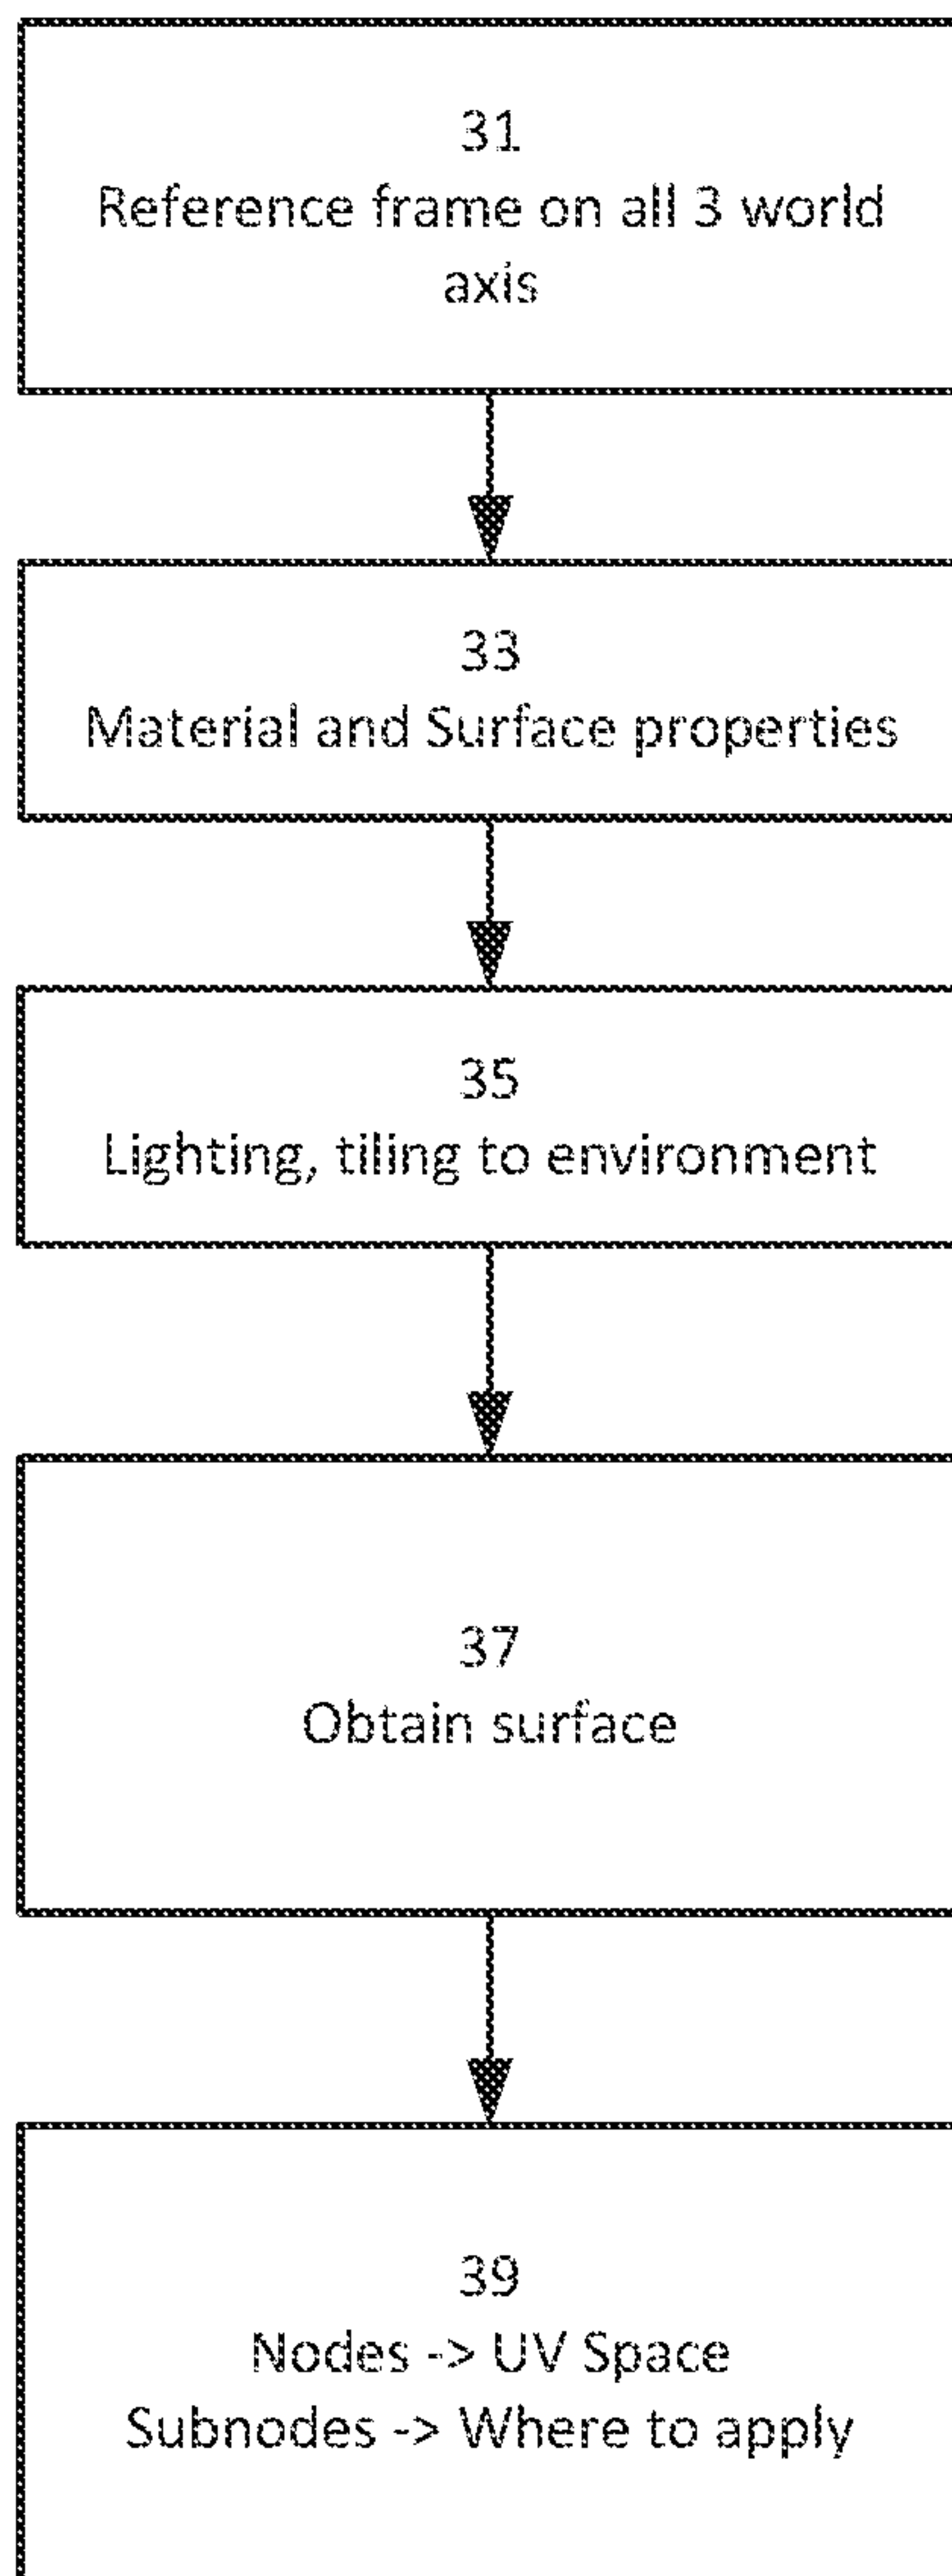 31
Reference frame on all 3 world
axis
33
Material and Surface properties
35
Lighting, tiling to environment
37
Obtain surface
39
Nodes -> UV Space
Subnodes -> Where to apply